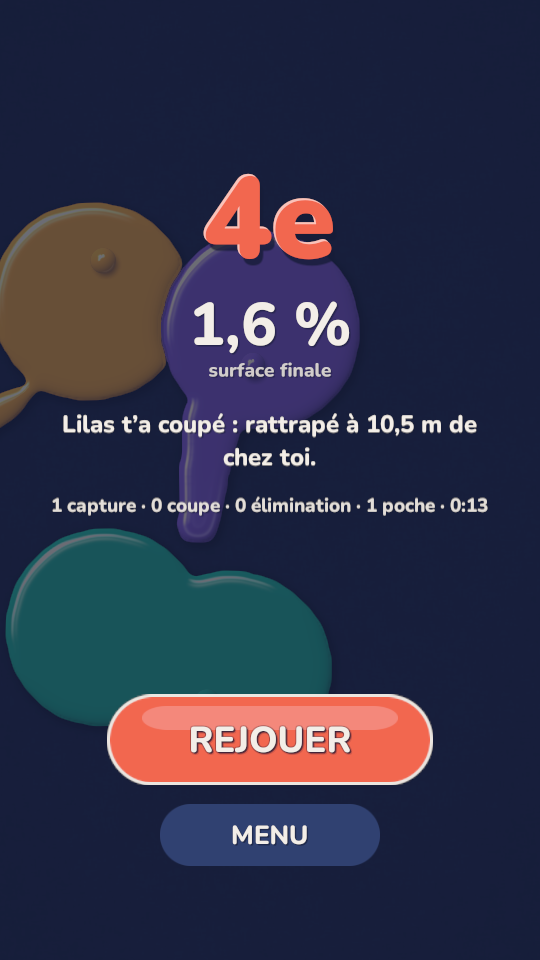 4e
1,6 %
surface finale
Lilas t’a coupé : rattrapé à 10,5 m de
chez toi.
1 capture · 0 coupe · 0 élimination · 1 poche · 0:13
REJOUER
MENU